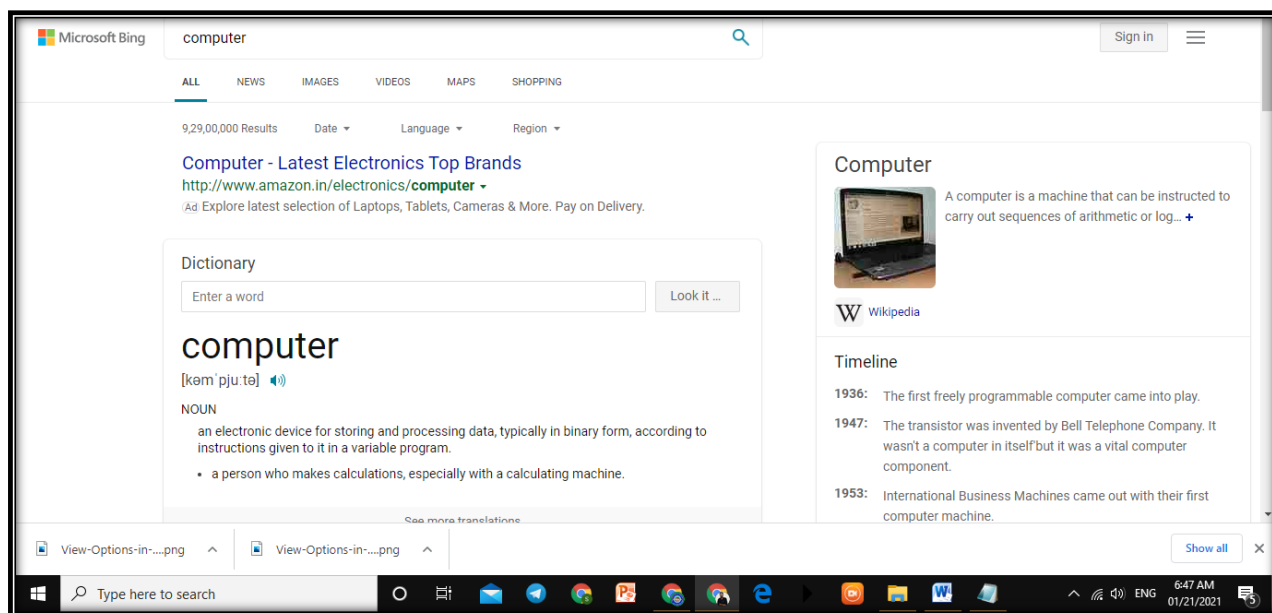 Microsoft Bing
computer
Sign in
ALL NEWS IMAGES VIDEOS MAPS SHOPPING
9,29,00,000 Results Date Language Region
Computer - Latest Electronics Top Brands
http://www.amazon.in/electronics/computer
Ad Explore latest selection of Laptops, Tablets, Cameras & More. Pay on Delivery.
Dictionary
Enter a word
Look it ...
computer
[kəmˈpjuːtə]
NOUN
an electronic device for storing and processing data, typically in binary form, according to
instructions given to it in a variable program.
• a person who makes calculations, especially with a calculating machine.
See more translations
Computer
A computer is a machine that can be instructed to
carry out sequences of arithmetic or log... +
W Wikipedia
Timeline
1936: The first freely programmable computer came into play.
1947: The transistor was invented by Bell Telephone Company. It
wasn't a computer in itself but it was a vital computer
component.
1953: International Business Machines came out with their first
computer machine.
View-Options-in-....png
View-Options-in-....png
Show all
Type here to search
ENG
6:47 AM
01/21/2021
5